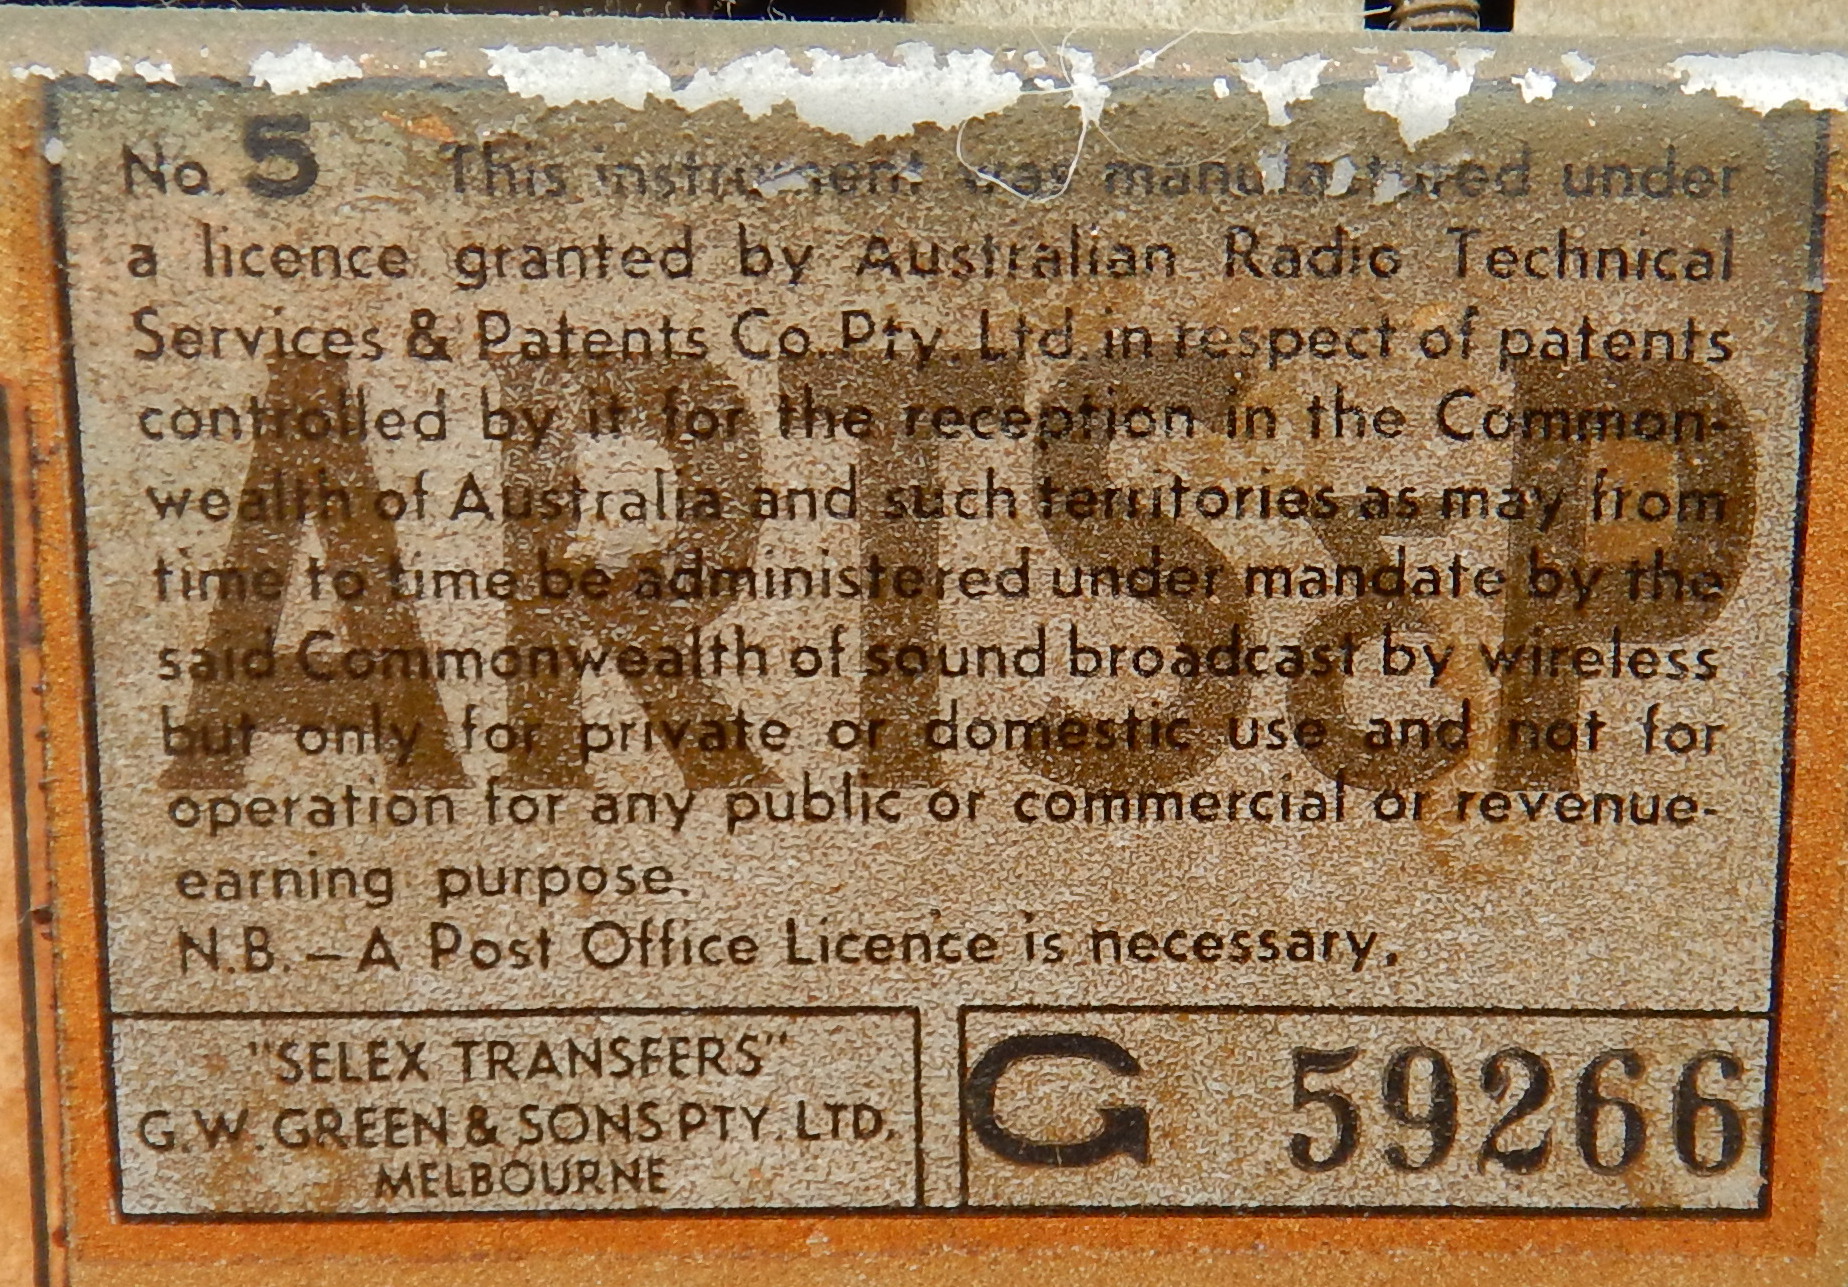 No. 5 This instrument was manufactured under
a licence granted by Australian Radio Technical
Services & Patents Co. Pty. Ltd. in respect of patents
controlled by it for the reception in the Common-
wealth of Australia and such territories as may from
time to time be administered under mandate by the
said Commonwealth of sound broadcast by wireless
but only for private or domestic use and not for
operation for any public or commercial or revenue-
earning purpose.
N.B. – A Post Office Licence is necessary.
ARTS&P
"SELEX TRANSFERS"
G.W. GREEN & SONS PTY. LTD.
MELBOURNE
G 59266